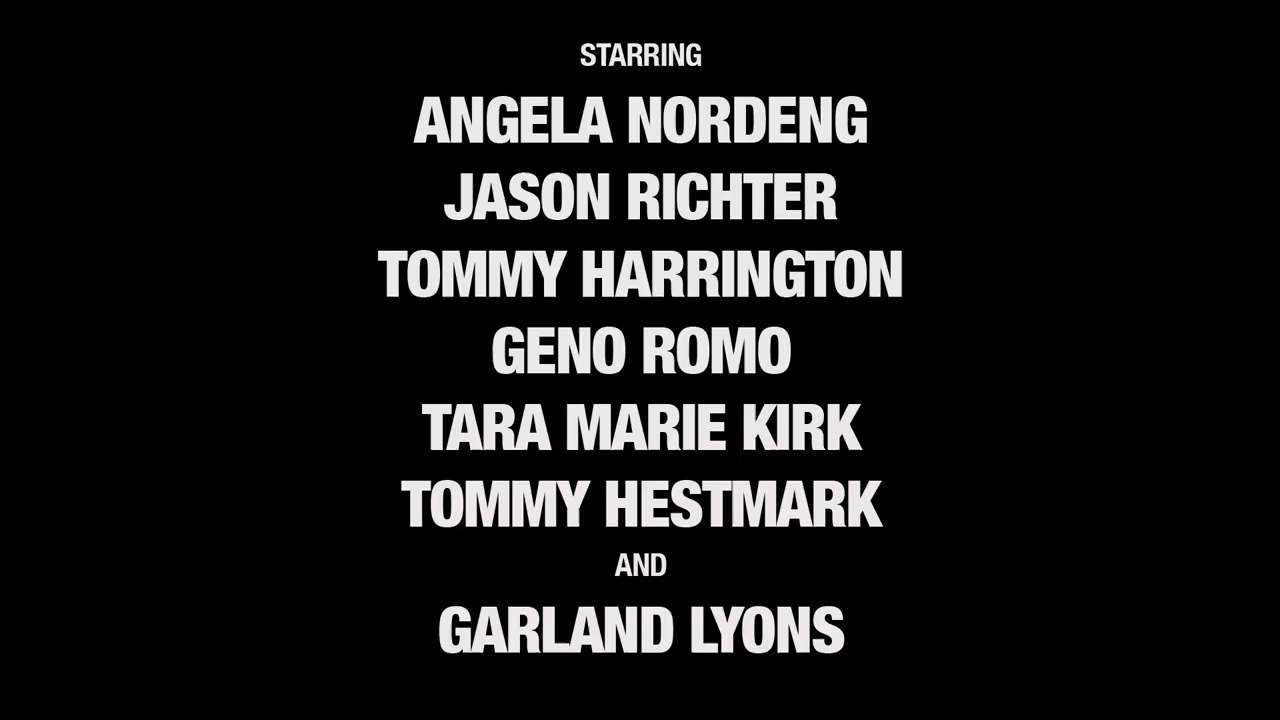 STARRING
ANGELA NORDENG
JASON RICHTER
TOMMY HARRINGTON
GENO ROMO
TARA MARIE KIRK
TOMMY HESTMARK
AND
GARLAND LYONS